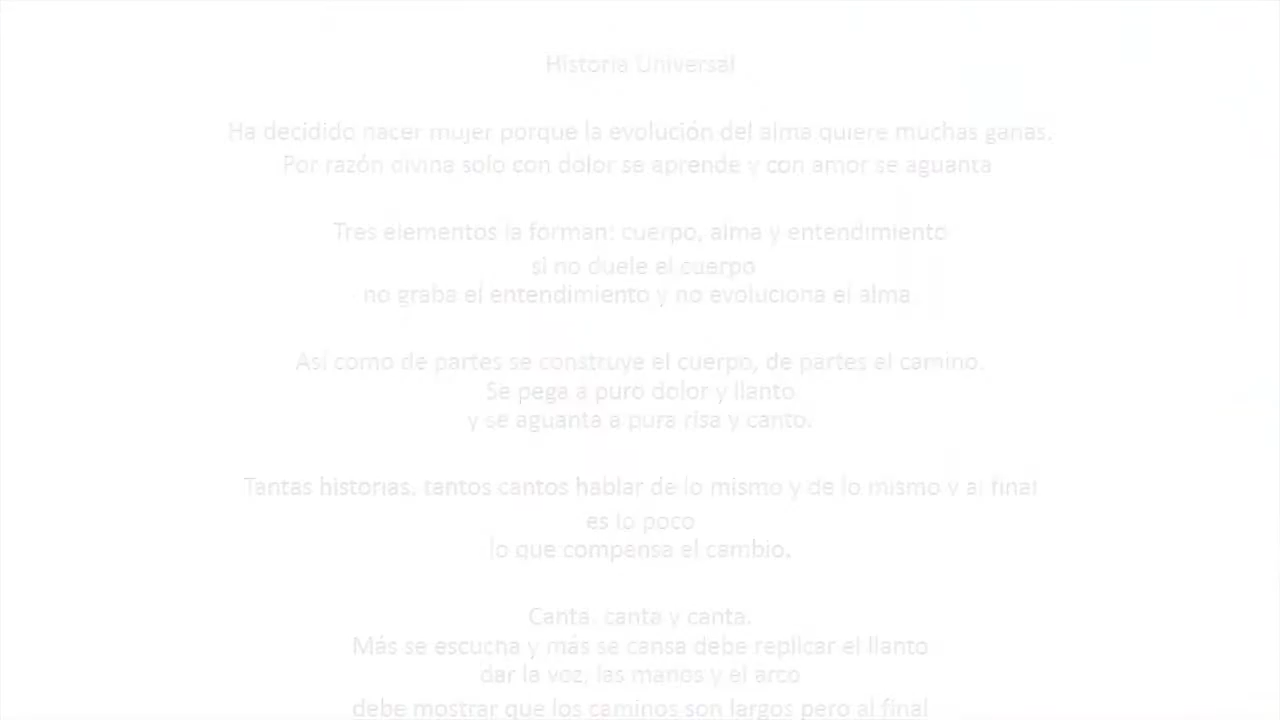 Historia Universal
Ha decidido nacer mujer porque la evolución del alma quiere muchas ganas.
Por razón divina solo con dolor se aprende y con amor se aguanta
Tres elementos la forman: cuerpo, alma y entendimiento
si no duele el cuerpo
no graba el entendimiento y no evoluciona el alma.
Así como de partes se construye el cuerpo, de partes el camino.
Se pega a puro dolor y llanto
y se aguanta a pura risa y canto.
Tantas historias, tantos cantos hablar de lo mismo y de lo mismo y al final
es lo poco
lo que compensa el cambio.
Canta, canta y canta.
Más se escucha y más se cansa debe replicar el llanto
dar la voz, las manos y el arco
debe mostrar que los caminos son largos pero al final